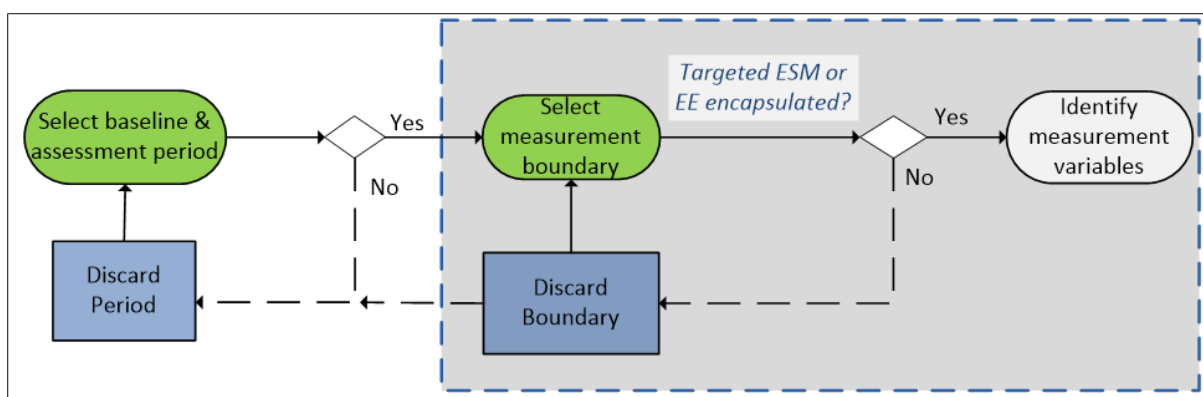 Select baseline &
assessment period
Yes
No
Discard
Period
Targeted ESM or
EE encapsulated?
Select
measurement
boundary
Yes
No
Discard
Boundary
Identify
measurement
variables